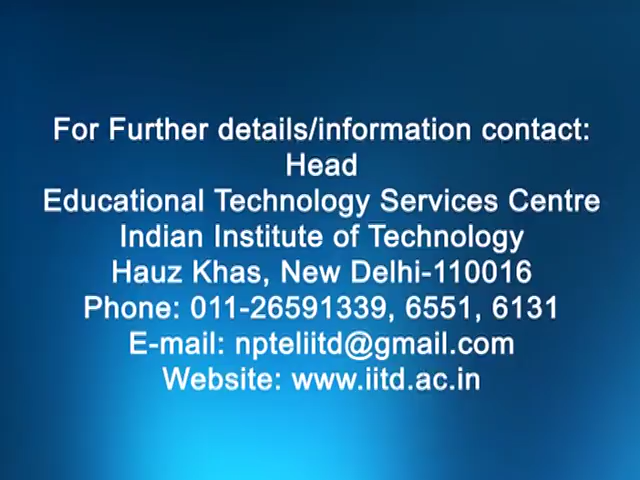 For Further details/information contact:
Head
Educational Technology Services Centre
Indian Institute of Technology
Hauz Khas, New Delhi-110016
Phone: 011-26591339, 6551, 6131
E-mail: npteliitd@gmail.com
Website: www.iitd.ac.in